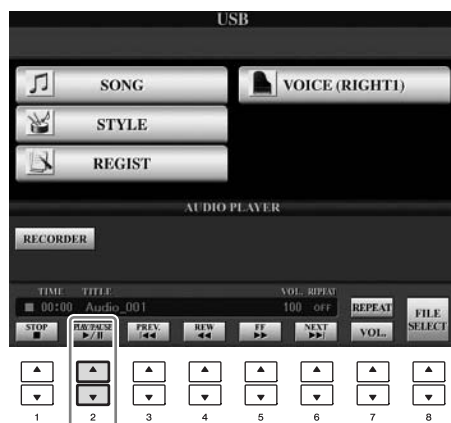 USB
SONG
VOICE (RIGHT1)
STYLE
REGIST
AUDIO PLAYER
RECORDER
TIME TITLE VOL. REPEAT
00:00 Audio_001 100 OFF
REPEAT
FILE SELECT
STOP PLAY/PAUSE PREV. REW FF NEXT VOL.
1 2 3 4 5 6 7 8